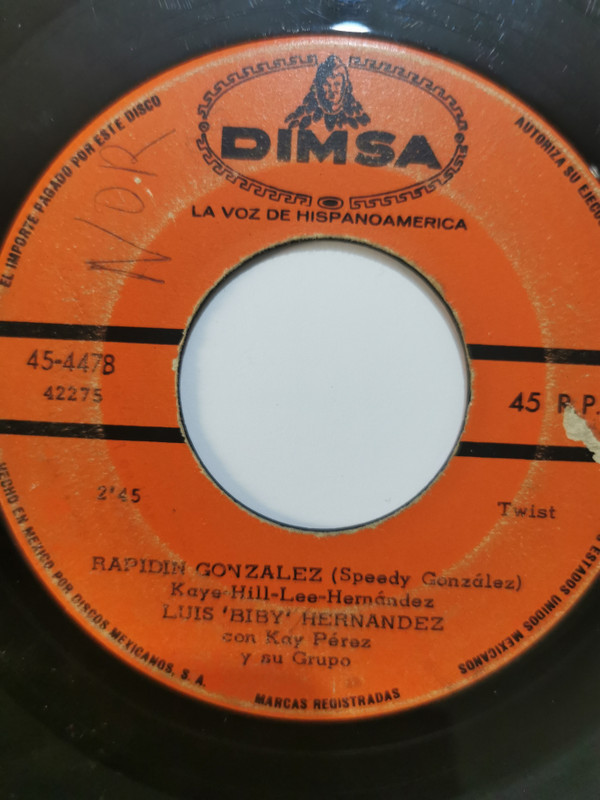 DIMSA
LA VOZ DE HISPANOAMERICA
EL IMPORTE PAGADO POR ESTE DISCO
AUTORIZA SU EJECU
NOR
45-4478
42275
45 R.P.
2'45
Twist
RAPIDIN GONZALEZ (Speedy González)
Kaye-Hill-Lee-Hernández
LUIS 'BIBY' HERNANDEZ
con Kay Pérez
y su Grupo
HECHO EN MEXICO POR DISCOS MEXICANOS, S. A.
MARCAS REGISTRADAS
ESTADOS UNIDOS MEXICANOS